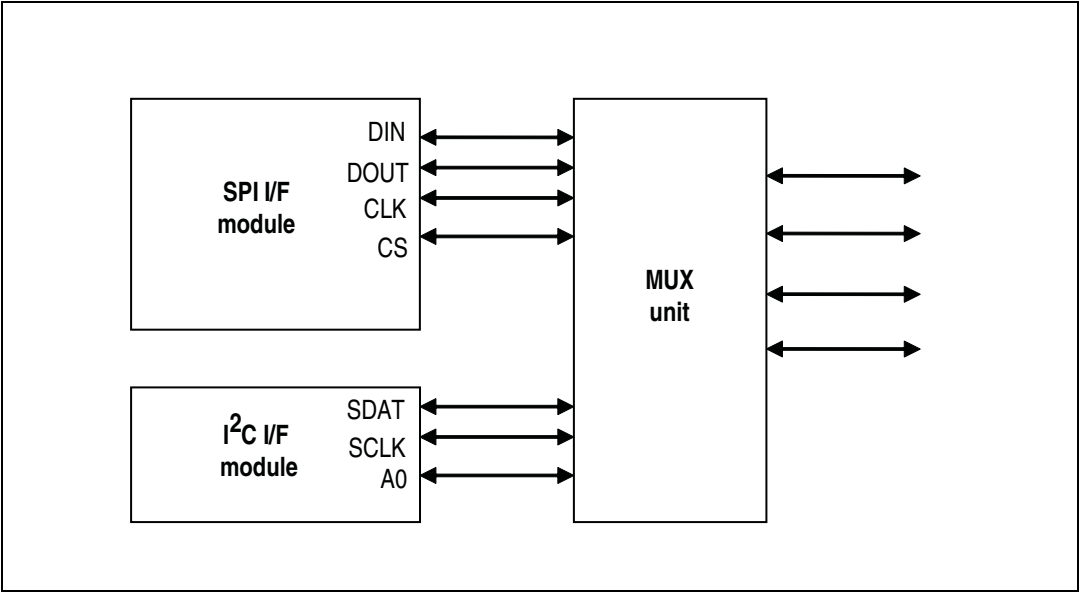 SPI I/F
module
DIN
DOUT
CLK
CS
MUX
unit
I²C I/F
module
SDAT
SCLK
A0